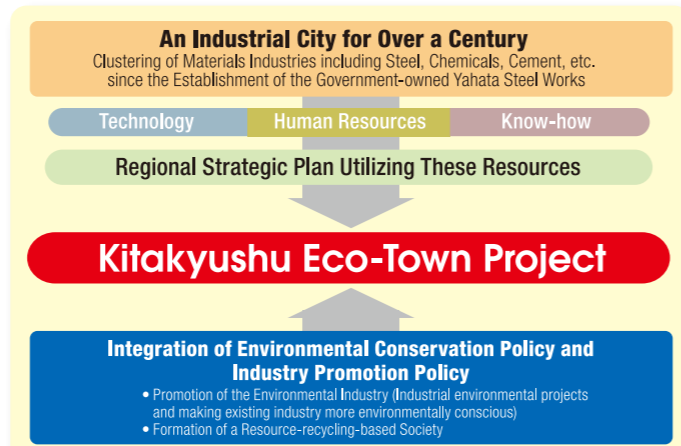 An Industrial City for Over a Century
Clustering of Materials Industries including Steel, Chemicals, Cement, etc.
since the Establishment of the Government-owned Yahata Steel Works
Technology
Human Resources
Know-how
Regional Strategic Plan Utilizing These Resources
Kitakyushu Eco-Town Project
Integration of Environmental Conservation Policy and
Industry Promotion Policy
• Promotion of the Environmental Industry (Industrial environmental projects
and making existing industry more environmentally conscious)
• Formation of a Resource-recycling-based Society